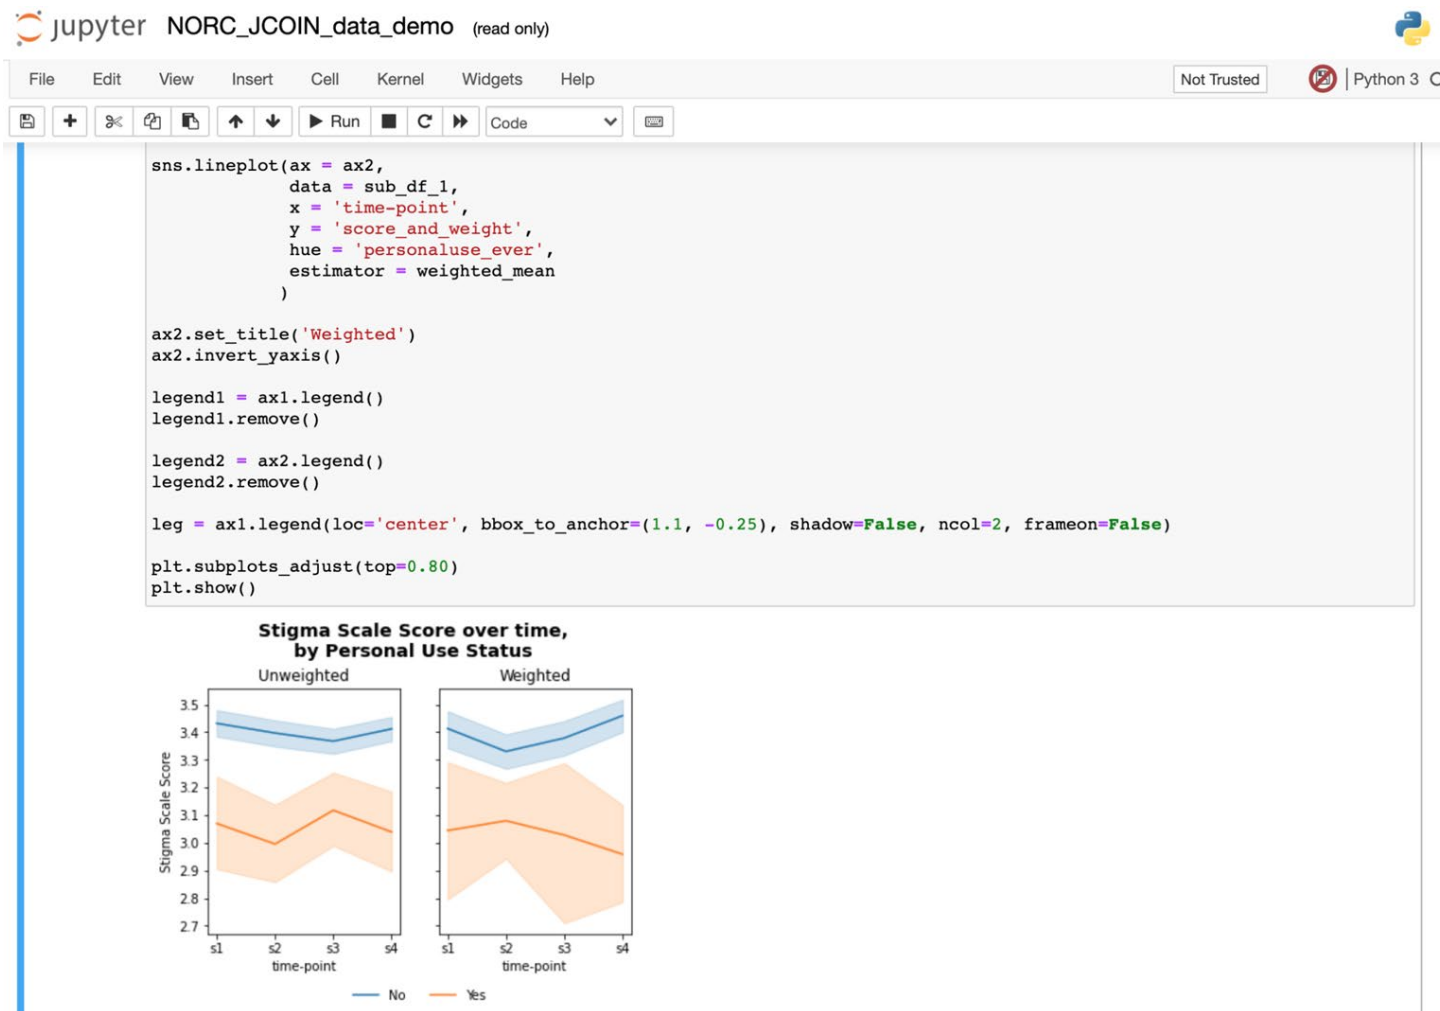 jupyter NORC_JCOIN_data_demo (read only)
File Edit View Insert Cell Kernel Widgets Help Not Trusted Python 3
Run Code
sns.lineplot(ax = ax2,
data = sub_df_1,
x = 'time-point',
y = 'score_and_weight',
hue = 'personaluse_ever',
estimator = weighted_mean
)
ax2.set_title('Weighted')
ax2.invert_yaxis()
legend1 = ax1.legend()
legend1.remove()
legend2 = ax2.legend()
legend2.remove()
leg = ax1.legend(loc='center', bbox_to_anchor=(1.1, -0.25), shadow=False, ncol=2, frameon=False)
plt.subplots_adjust(top=0.80)
plt.show()
Stigma Scale Score over time,
by Personal Use Status
Unweighted Weighted
Stigma Scale Score
3.5
3.4
3.3
3.2
3.1
3.0
2.9
2.8
2.7
s1 s2 s3 s4 s1 s2 s3 s4
time-point time-point
No Yes